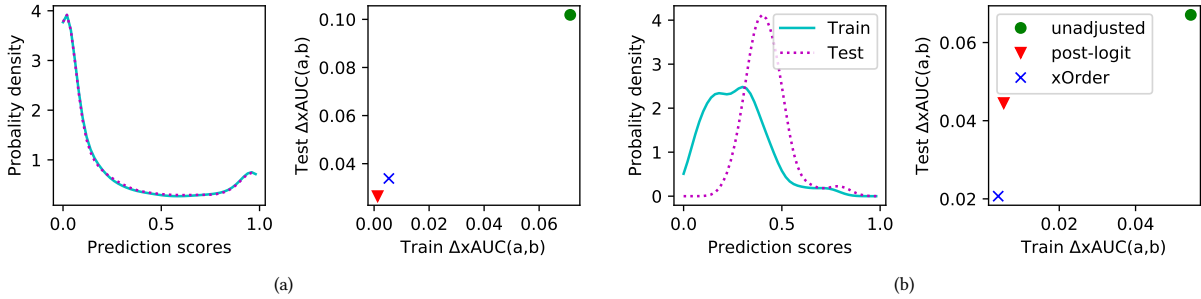 Probality density
4
3
2
1
0.0
0.5
1.0
Prediction scores
Test ΔxAUC(a,b)
0.10
0.08
0.06
0.04
0.00
0.02
0.04
0.06
Train ΔxAUC(a,b)
(a)
Probality density
4
3
2
1
0
0.0
0.5
1.0
Prediction scores
Train
Test
Test ΔxAUC(a,b)
0.06
0.04
0.02
0.02
0.04
Train ΔxAUC(a,b)
unadjusted
post-logit
xOrder
(b)